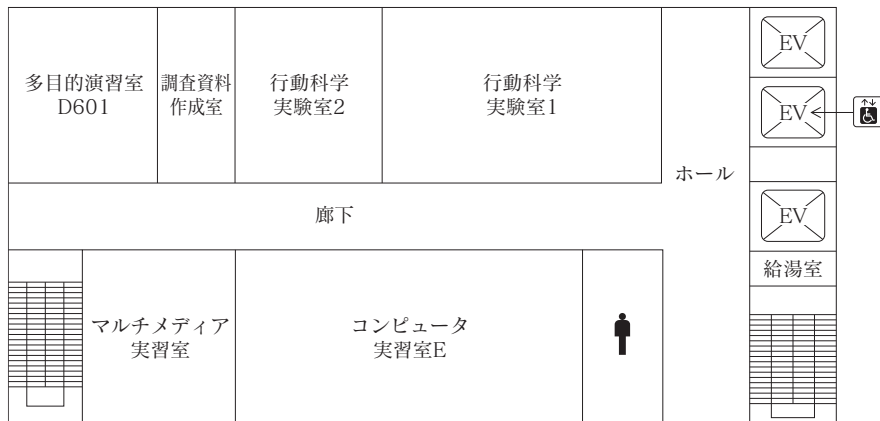 多目的演習室
D601
調査資料
作成室
行動科学
実験室2
行動科学
実験室1
EV
EV
ホール
EV
廊下
給湯室
マルチメディア
実習室
コンピュータ
実習室E